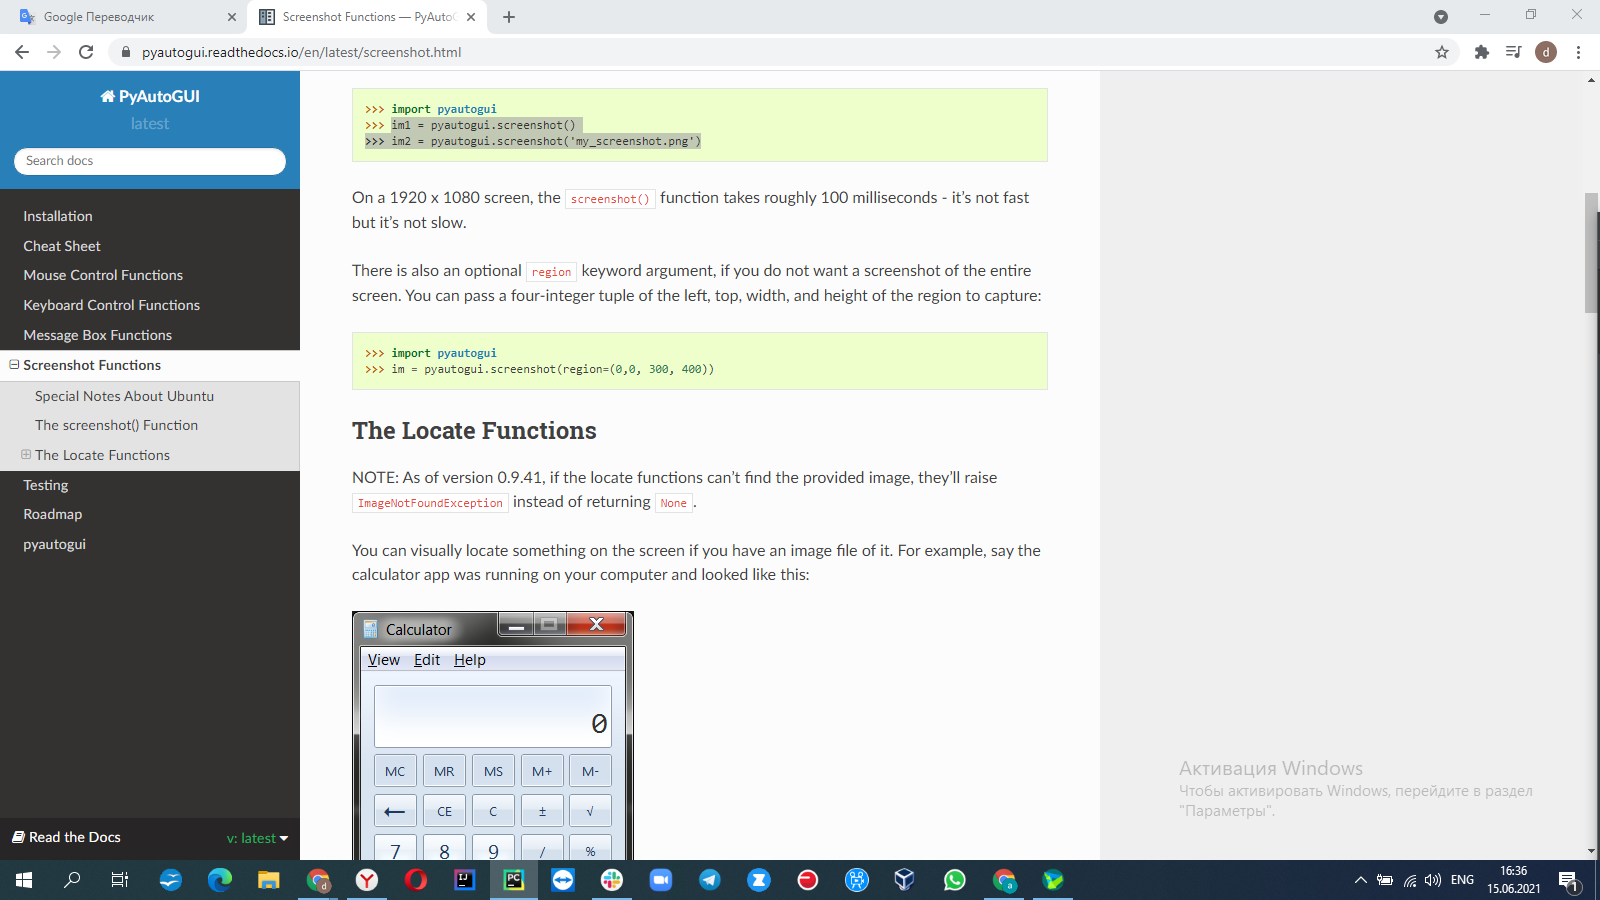 Google Переводчик
Screenshot Functions — PyAutoG
pyautogui.readthedocs.io/en/latest/screenshot.html
d
PyAutoGUI
latest
Search docs
Installation
Cheat Sheet
Mouse Control Functions
Keyboard Control Functions
Message Box Functions
Screenshot Functions
Special Notes About Ubuntu
The screenshot() Function
The Locate Functions
Testing
Roadmap
pyautogui
Read the Docs
v: latest
>>> import pyautogui
>>> im1 = pyautogui.screenshot()
>>> im2 = pyautogui.screenshot('my_screenshot.png')
On a 1920 x 1080 screen, the screenshot() function takes roughly 100 milliseconds - it’s not fast
but it’s not slow.
There is also an optional region keyword argument, if you do not want a screenshot of the entire
screen. You can pass a four-integer tuple of the left, top, width, and height of the region to capture:
>>> import pyautogui
>>> im = pyautogui.screenshot(region=(0,0, 300, 400))
The Locate Functions
NOTE: As of version 0.9.41, if the locate functions can’t find the provided image, they’ll raise
ImageNotFoundException instead of returning None.
You can visually locate something on the screen if you have an image file of it. For example, say the
calculator app was running on your computer and looked like this:
Calculator
View Edit Help
0
MC MR MS M+ M-
← CE C ± √
7 8 9 / %
Активация Windows
Чтобы активировать Windows, перейдите в раздел
"Параметры".
ENG
16:36
15.06.2021
1